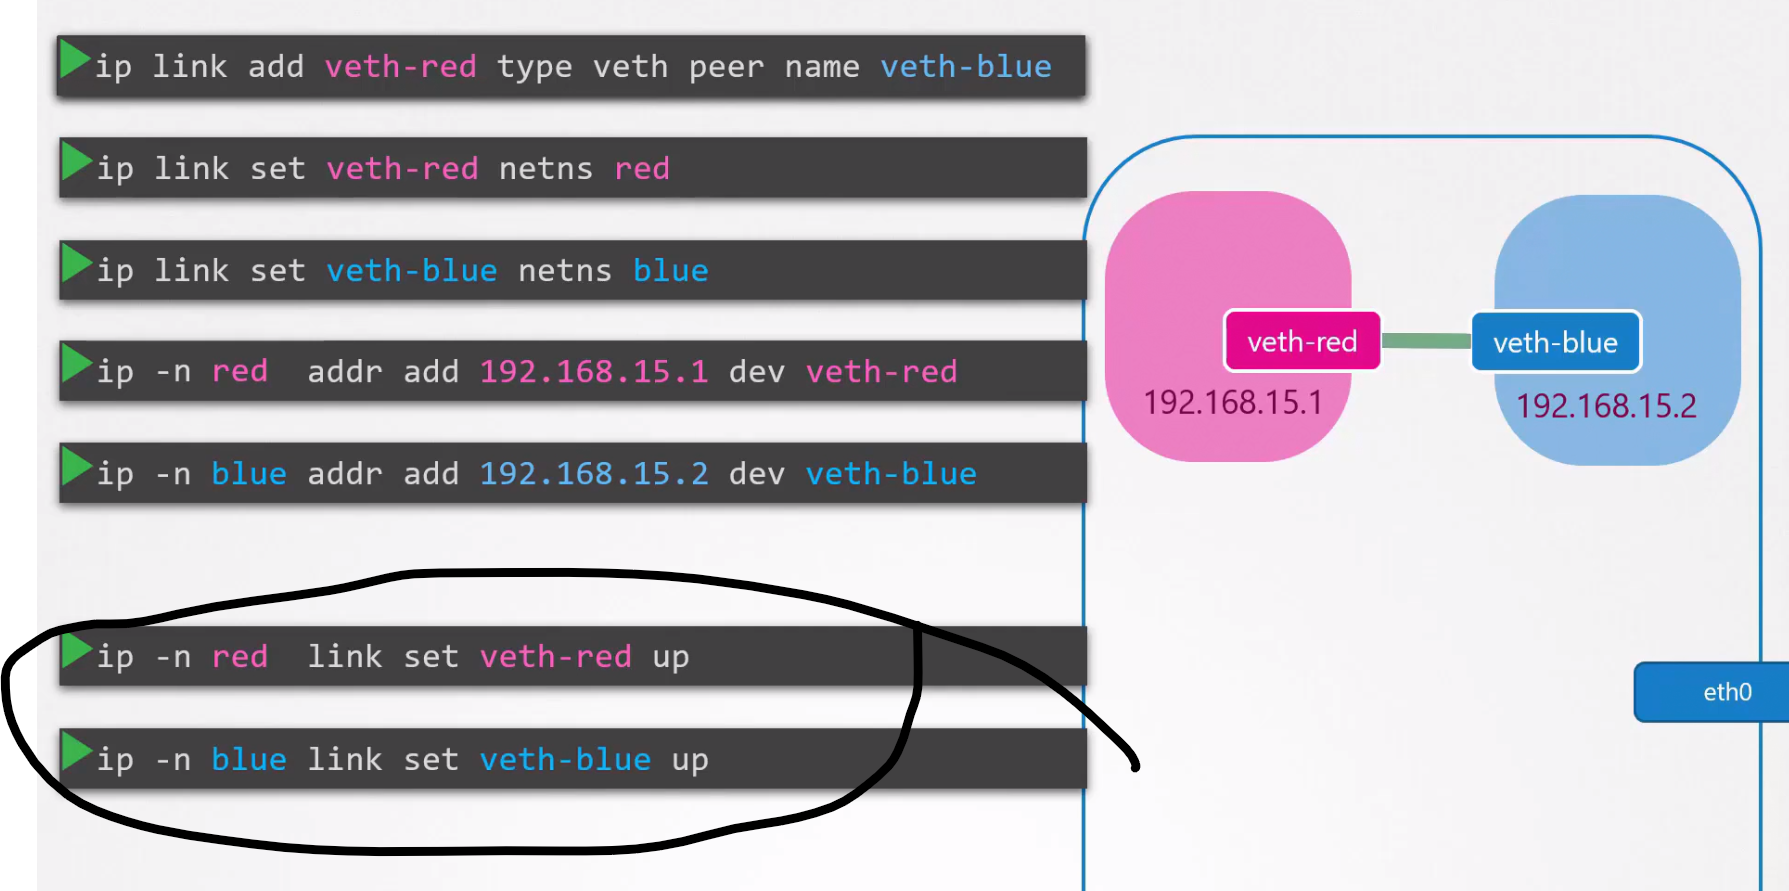 ip link add veth-red type veth peer name veth-blue
ip link set veth-red netns red
ip link set veth-blue netns blue
ip -n red  addr add 192.168.15.1 dev veth-red
ip -n blue addr add 192.168.15.2 dev veth-blue
ip -n red  link set veth-red up
ip -n blue link set veth-blue up
veth-red
192.168.15.1
veth-blue
192.168.15.2
eth0